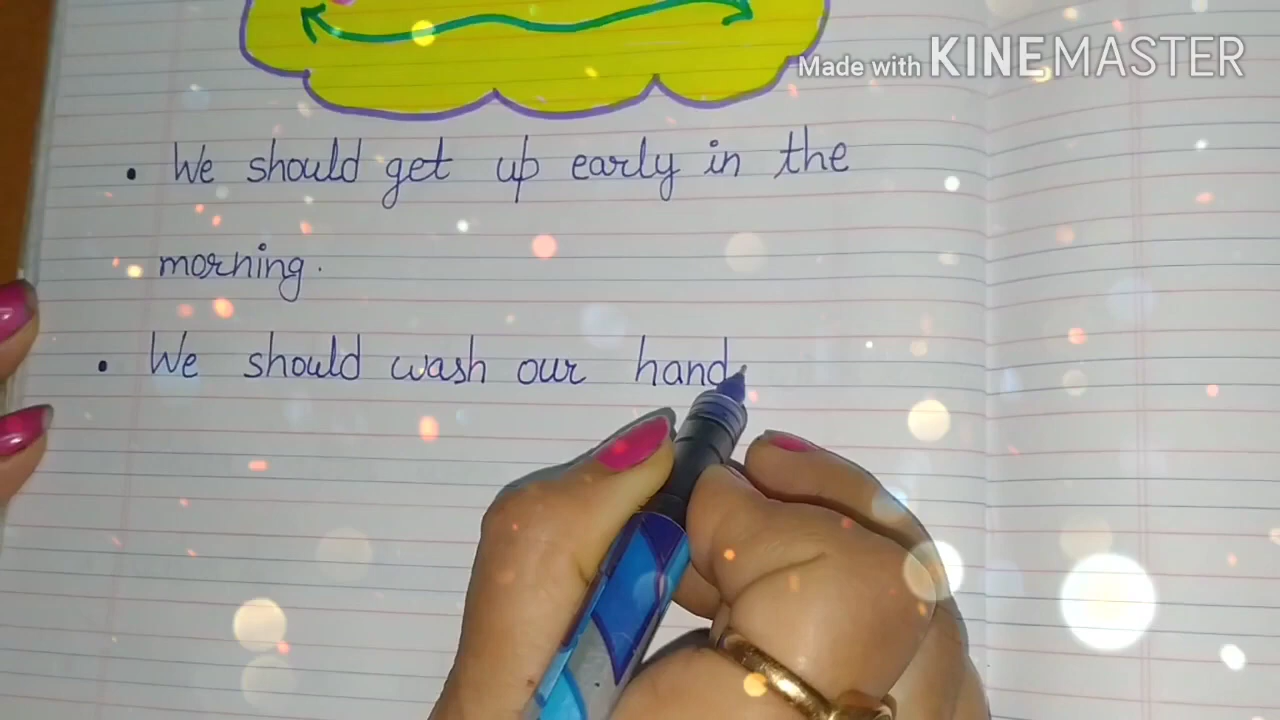 Made with KINEMASTER
• We should get up early in the
morning.
• We should wash our hand